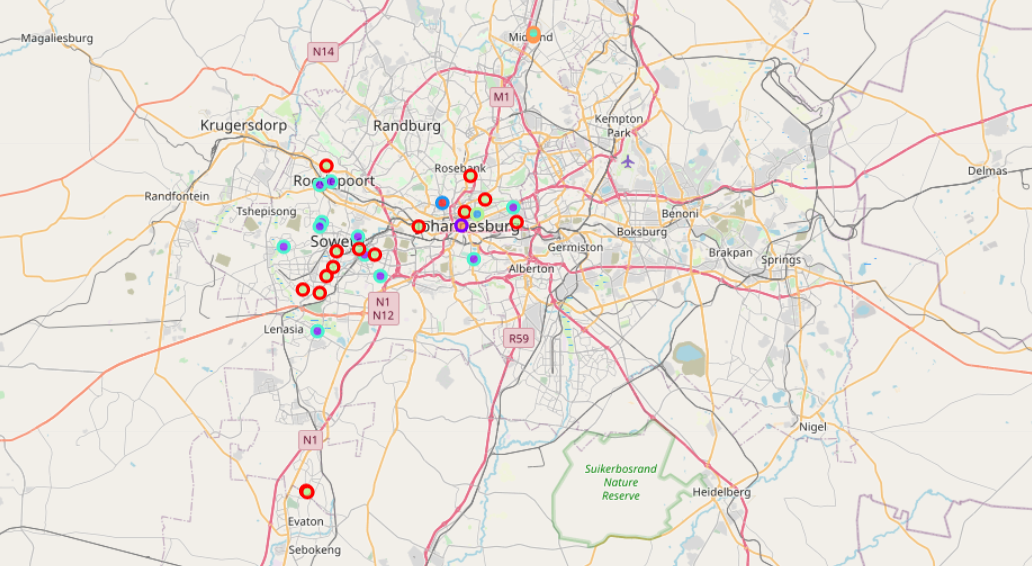 Magaliesburg
Midrand
N14
M1
Krugersdorp
Randburg
Kempton
Park
Rosebank
Delmas
Roodepoort
Randfontein
Tshepisong
Benoni
Johannesburg
Boksburg
Soweto
Germiston
Brakpan
Springs
Alberton
N1
N12
Lenasia
R59
Nigel
N1
Suikerbosrand
Nature
Reserve
Heidelberg
Evaton
Sebokeng